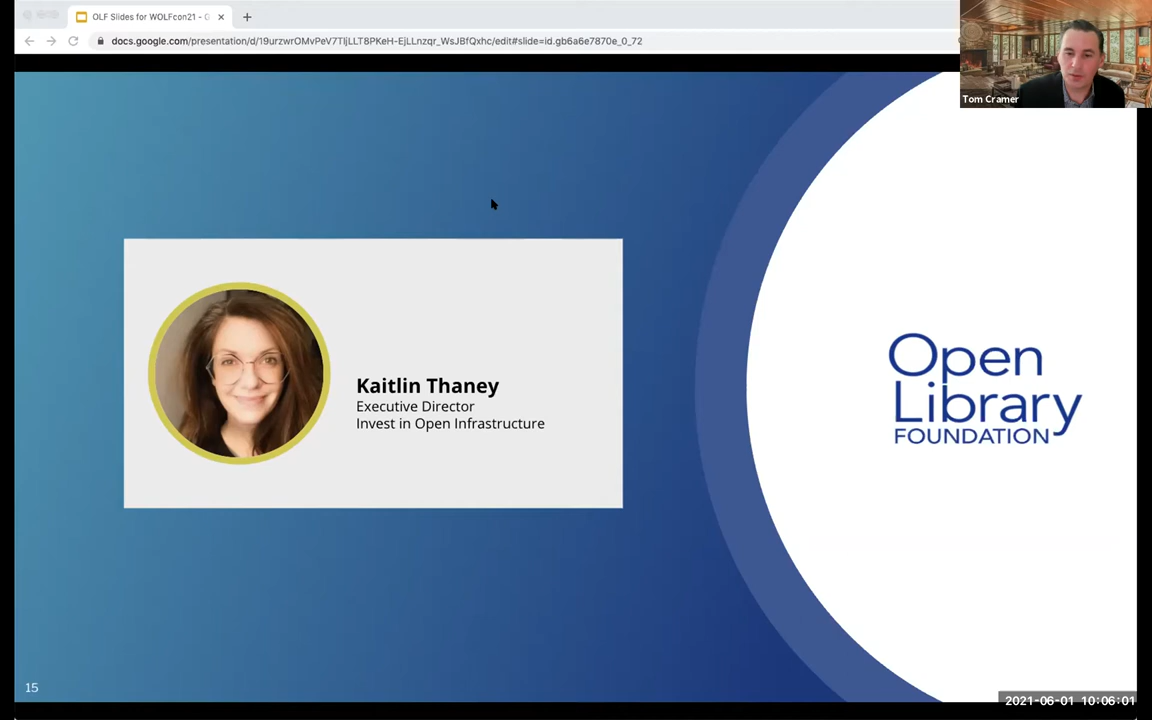 OLF Slides for WOLFcon21 - G
docs.google.com/presentation/d/19urzwrOMvPeV7TIjLLT8PKeH-EjLLnzqr_WsJBfQxhc/edit#slide=id.gb6a6e7870e_0_72
Tom Cramer
Kaitlin Thaney
Executive Director
Invest in Open Infrastructure
Open
Library
FOUNDATION
15
2021-06-01 10:06:01